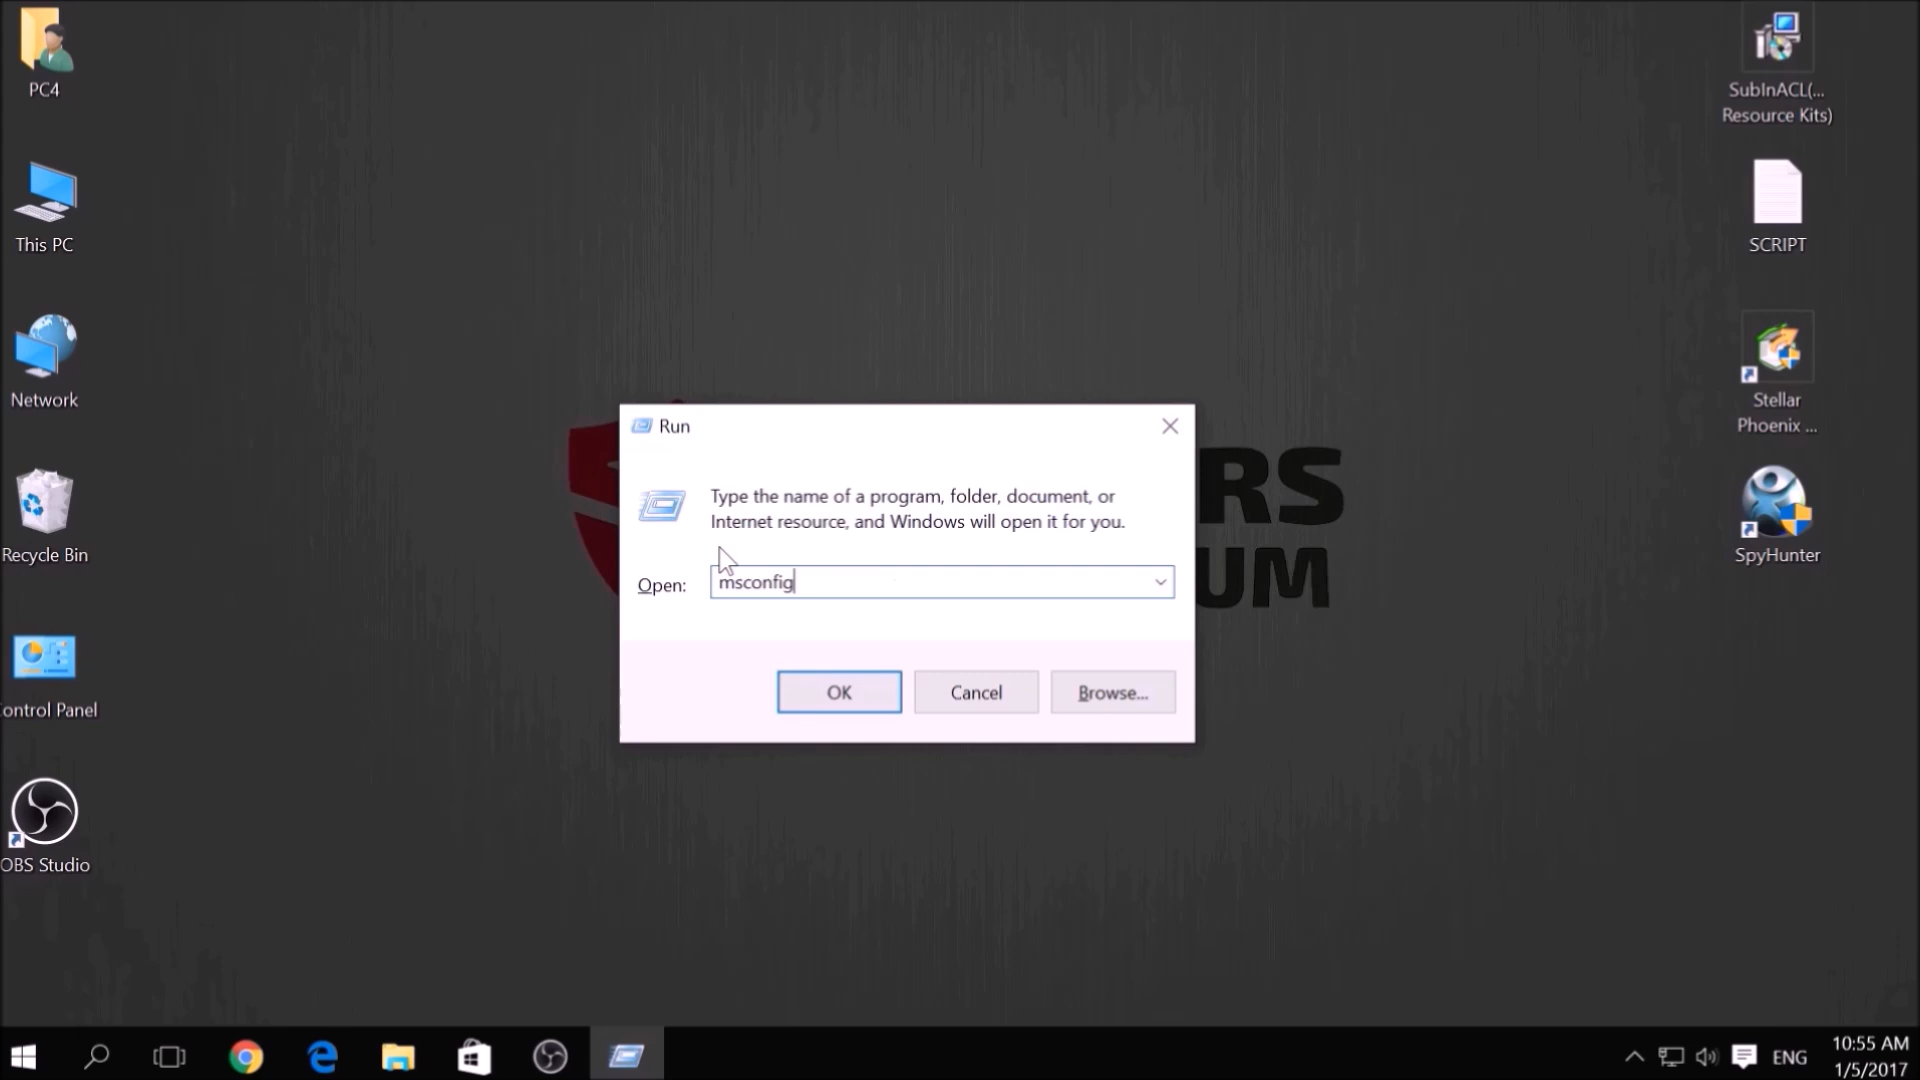 PC4
This PC
Network
Recycle Bin
ontrol Panel
OBS Studio
SubInACL(...
Resource Kits)
SCRIPT
Stellar
Phoenix ...
SpyHunter
RS
UM
Run
Type the name of a program, folder, document, or
Internet resource, and Windows will open it for you.
Open:
msconfig
OK
Cancel
Browse...
ENG
10:55 AM
1/5/2017